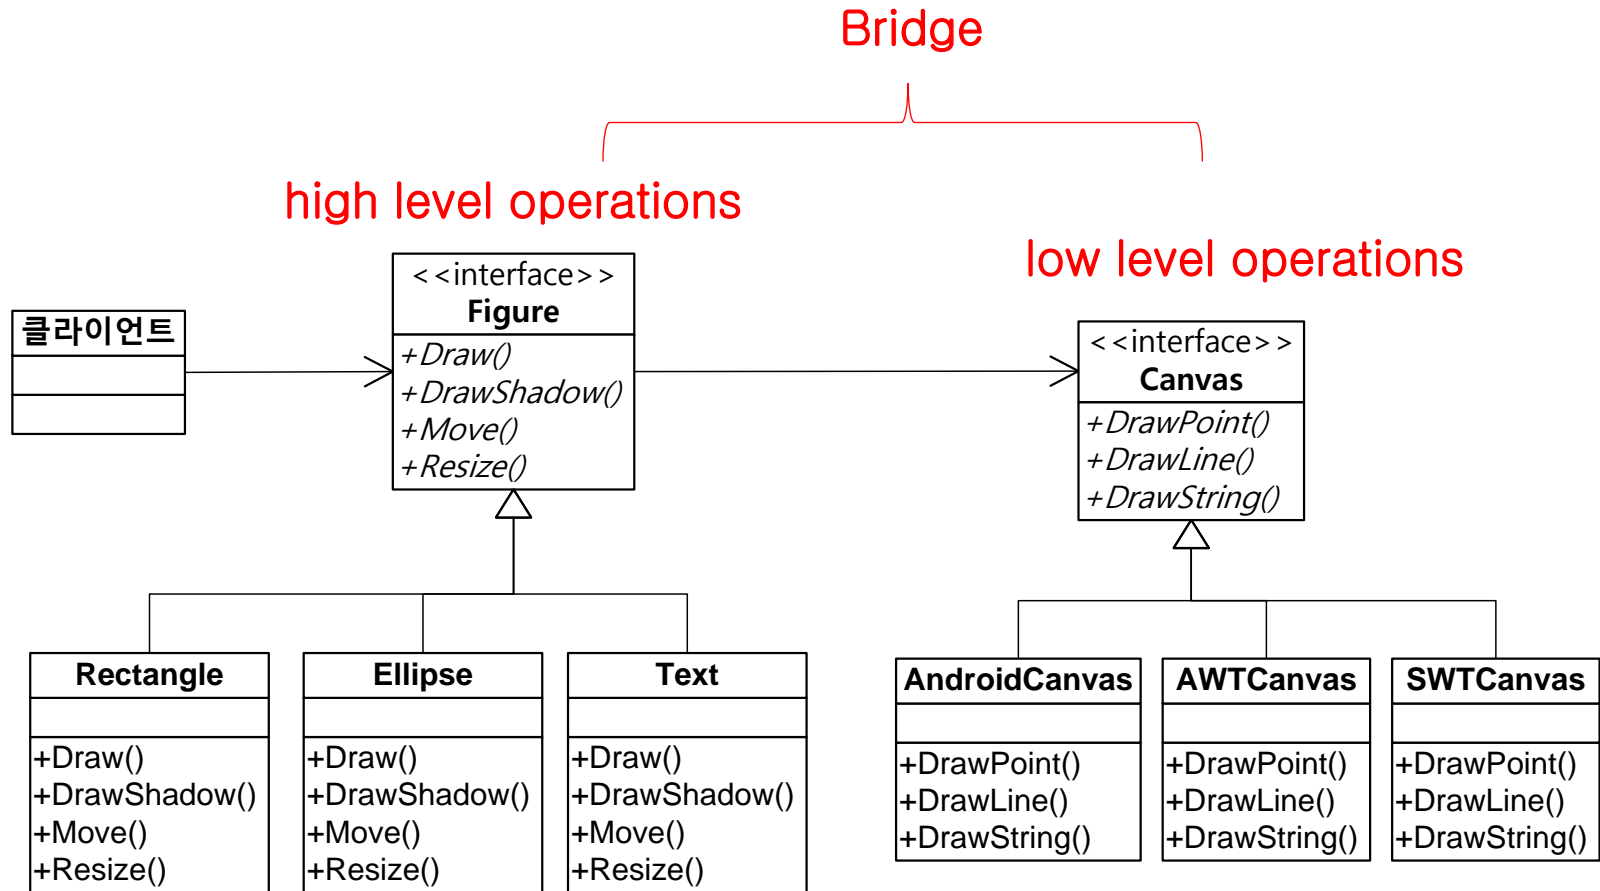 Bridge
high level operations
low level operations
클라이언트
<<interface>>
Figure
+Draw()
+DrawShadow()
+Move()
+Resize()
<<interface>>
Canvas
+DrawPoint()
+DrawLine()
+DrawString()
Rectangle
+Draw()
+DrawShadow()
+Move()
+Resize()
Ellipse
+Draw()
+DrawShadow()
+Move()
+Resize()
Text
+Draw()
+DrawShadow()
+Move()
+Resize()
AndroidCanvas
+DrawPoint()
+DrawLine()
+DrawString()
AWTCanvas
+DrawPoint()
+DrawLine()
+DrawString()
SWTCanvas
+DrawPoint()
+DrawLine()
+DrawString()